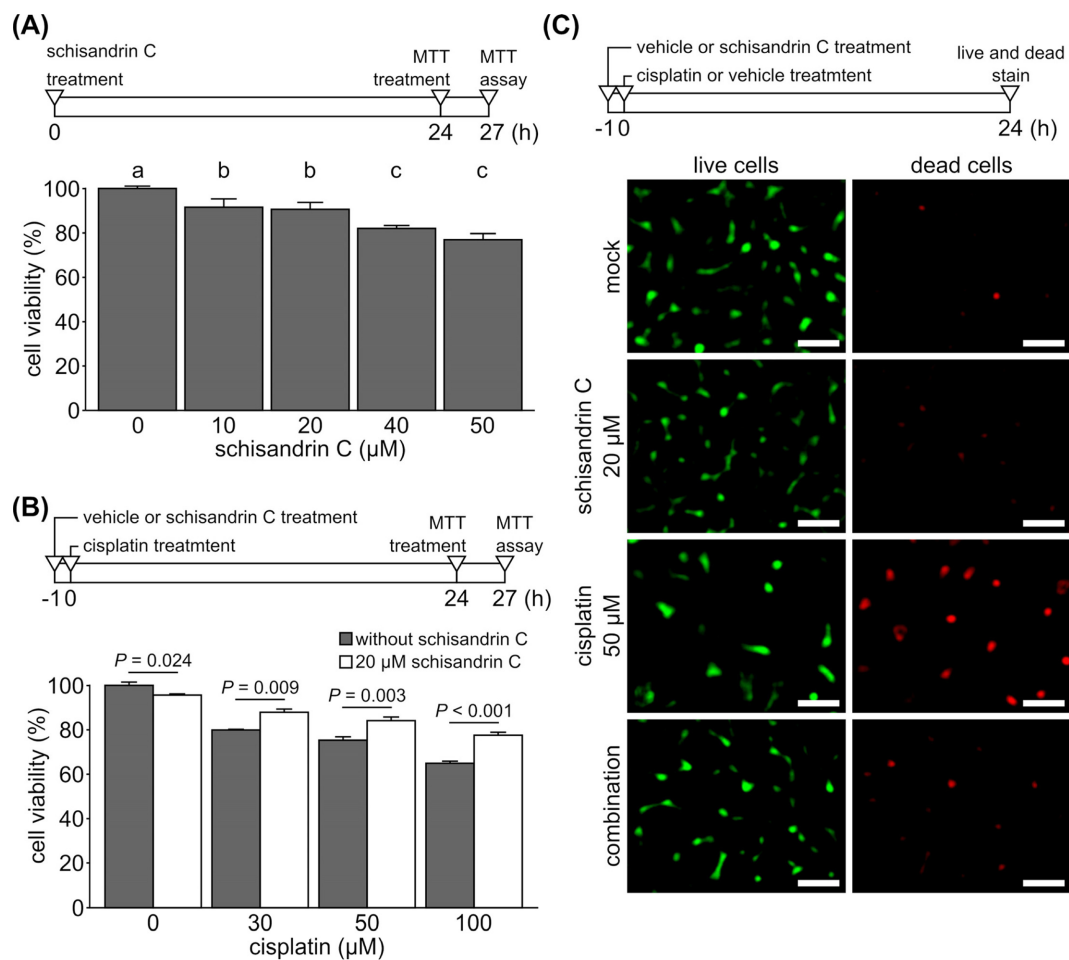 (A)
schisandrin C
treatment
MTT
treatment
MTT
assay
0
24
27 (h)
a
b
b
c
c
cell viability (%)
100
80
60
40
20
0
0
10
20
40
50
schisandrin C (µM)
(B)
vehicle or schisandrin C treatment
cisplatin treatmtent
MTT
treatment
MTT
assay
-10
24
27 (h)
without schisandrin C
20 µM schisandrin C
P = 0.024
P = 0.009
P = 0.003
P < 0.001
cell viability (%)
100
80
60
40
20
0
0
30
50
100
cisplatin (µM)
(C)
vehicle or schisandrin C treatment
cisplatin or vehicle treatmtent
live and dead
stain
-10
24 (h)
live cells
dead cells
mock
schisandrin C
20 µM
cisplatin
50 µM
combination